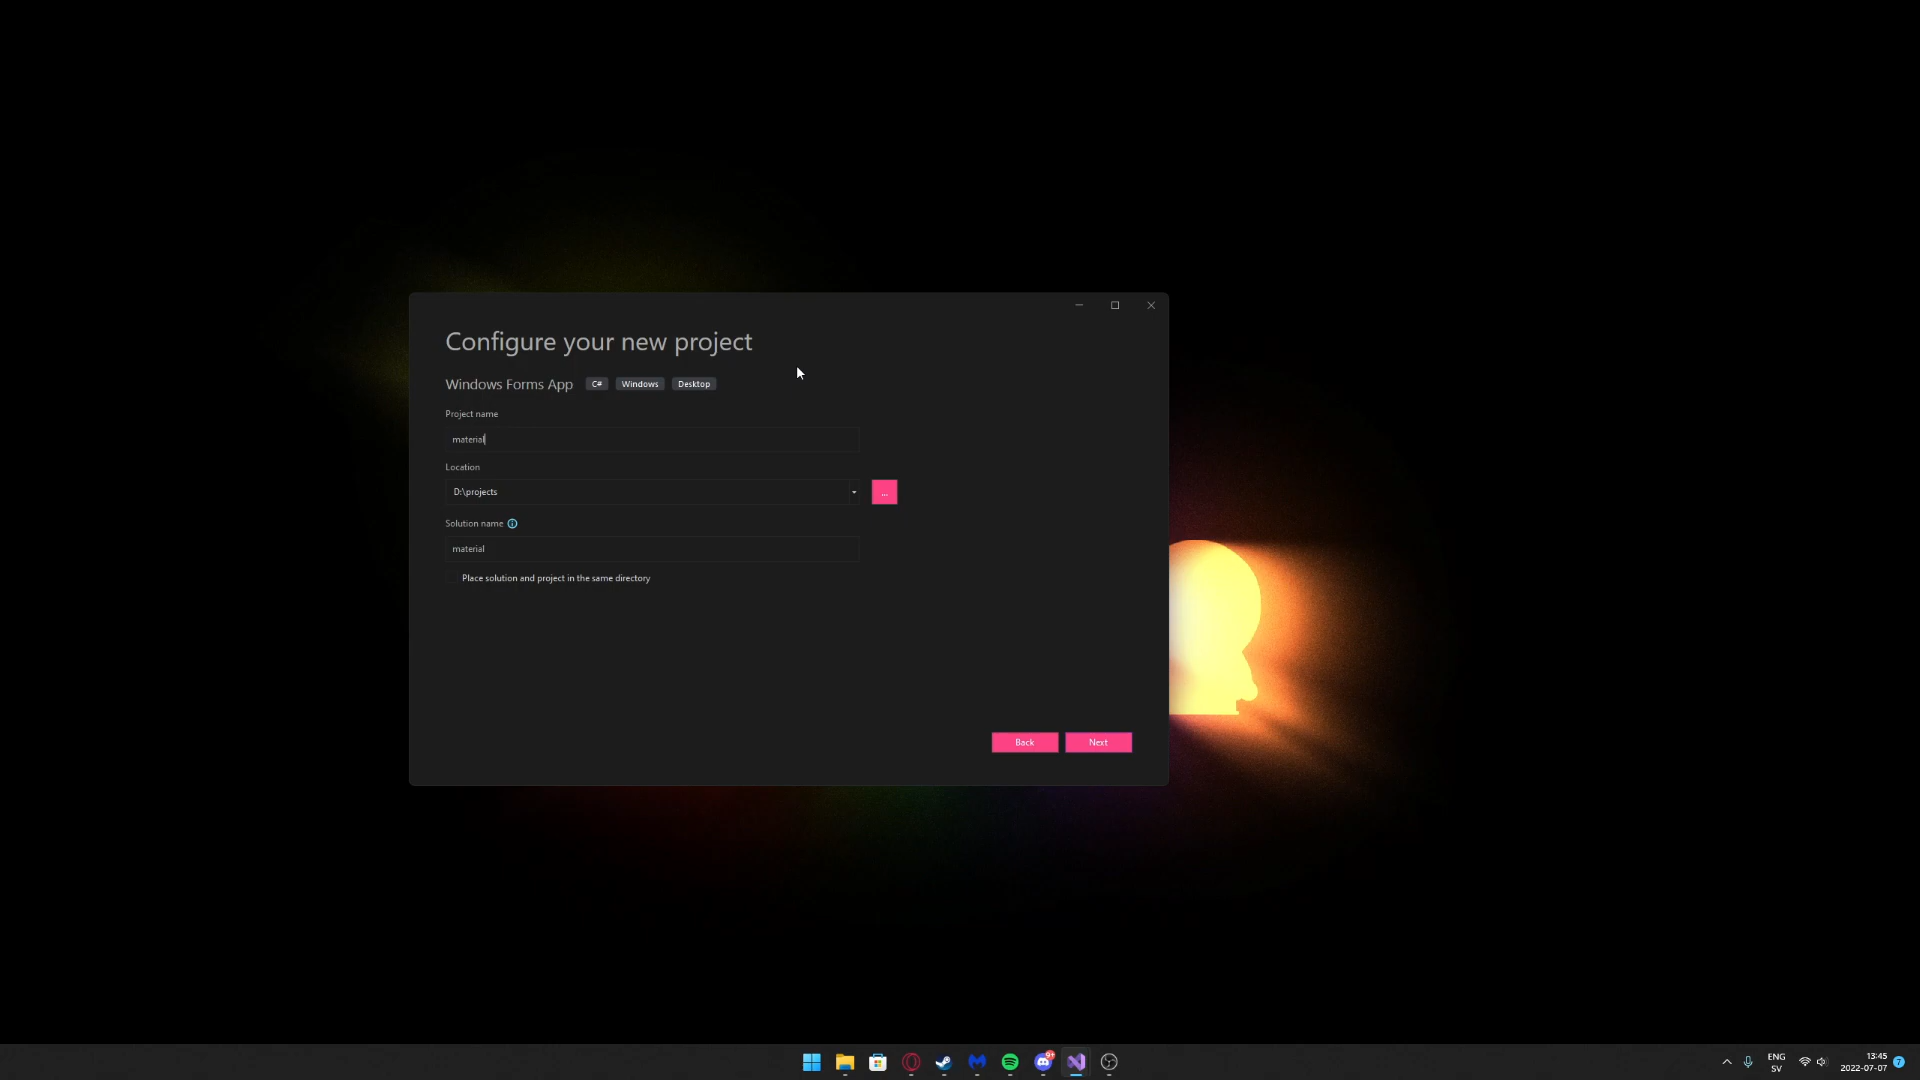 Configure your new project
Windows Forms App C# Windows Desktop
Project name
material
Location
D:\projects
...
Solution name
material
Place solution and project in the same directory
Back Next
ENG
SV
13:45
2022-07-07
7